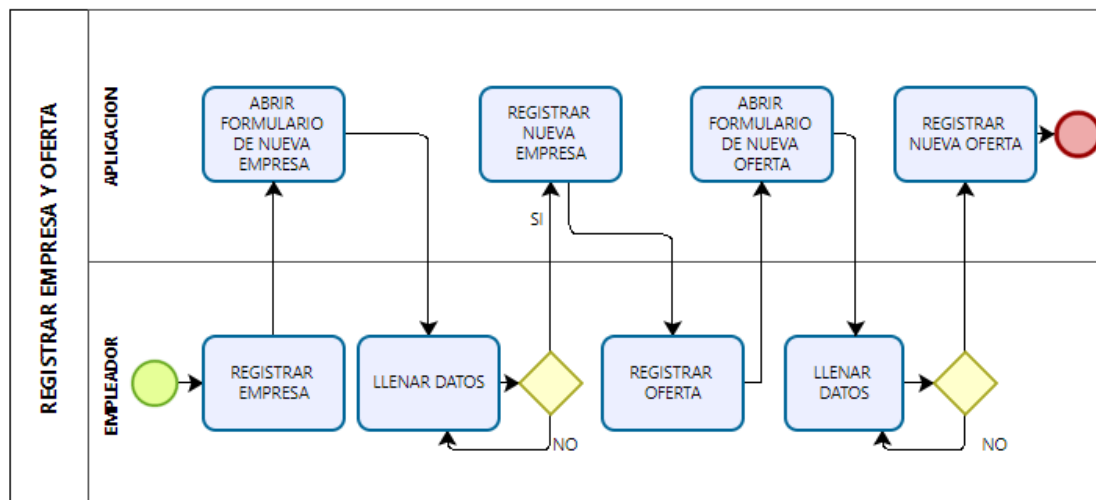 REGISTRAR EMPRESA Y OFERTA
APLICACION
ABRIR
FORMULARIO
DE NUEVA
EMPRESA
REGISTRAR
NUEVA
EMPRESA
ABRIR
FORMULARIO
DE NUEVA
OFERTA
REGISTRAR
NUEVA OFERTA
SI
EMPLEADOR
REGISTRAR
EMPRESA
LLENAR DATOS
NO
REGISTRAR
OFERTA
LLENAR
DATOS
NO